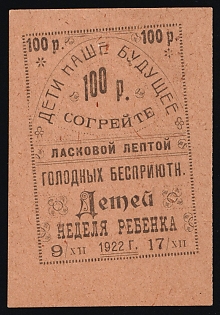 100 р. 100 р.
ДЕТИ НАШЕ БУДУЩЕЕ
100 р.
СОГРЕЙТЕ
ЛАСКОВОЙ ЛЕПТОЙ
ГОЛОДНЫХ БЕСПРИЮТН.
Детей
НЕДЕЛЯ РЕБЕНКА
9/XII 1922 г. 17/XII